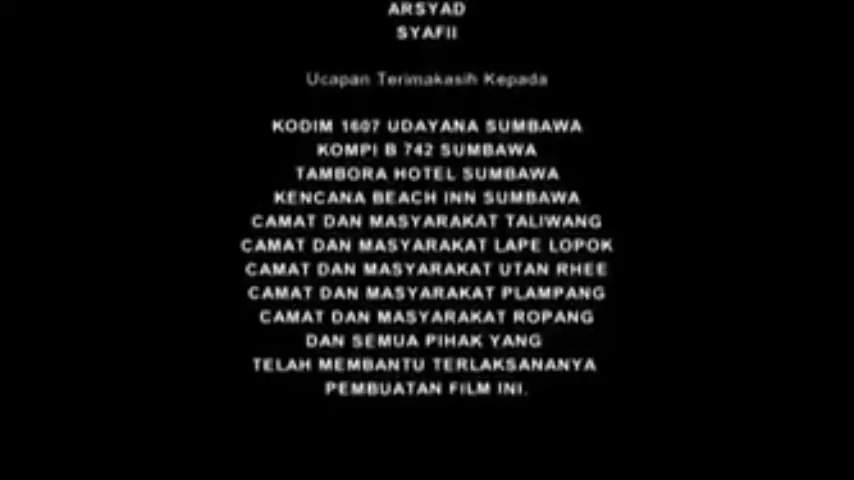 ARSYAD
SYAFII
Ucapan Terimakasih Kepada
KODIM 1607 UDAYANA SUMBAWA
KOMPI B 742 SUMBAWA
TAMBORA HOTEL SUMBAWA
KENCANA BEACH INN SUMBAWA
CAMAT DAN MASYARAKAT TALIWANG
CAMAT DAN MASYARAKAT LAPE LOPOK
CAMAT DAN MASYARAKAT UTAN RHEE
CAMAT DAN MASYARAKAT PLAMPANG
CAMAT DAN MASYARAKAT ROPANG
DAN SEMUA PIHAK YANG
TELAH MEMBANTU TERLAKSANANYA
PEMBUATAN FILM INI.